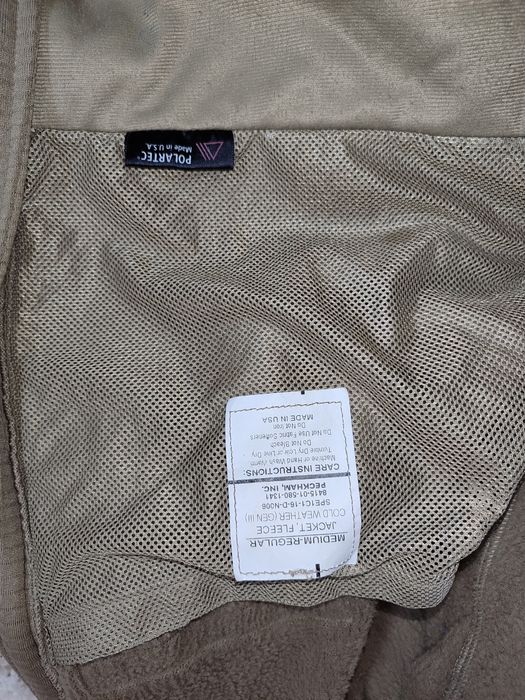 POLARTEC®
Made in U.S.A.
MEDIUM-REGULAR
JACKET, FLEECE
COLD WEATHER (GEN III)
SPE1C1-16-D-N006
8415-01-580-1341
PECKHAM, INC.
CARE INSTRUCTIONS:
Machine or Hand Wash Warm
Tumble Dry Low or Line Dry
Do Not Bleach
Do Not Use Fabric Softeners
Do Not Iron
MADE IN USA